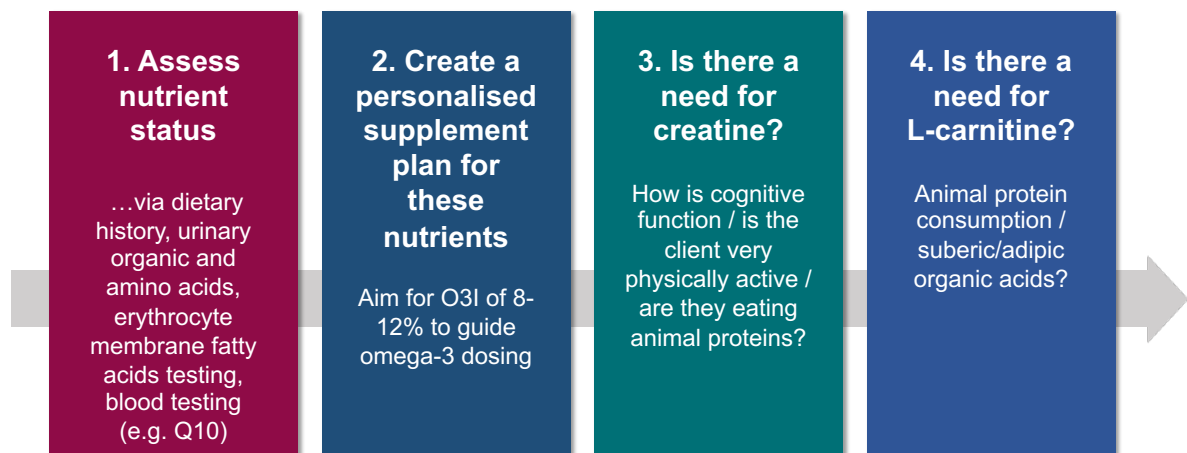 1. Assess
nutrient
status
…via dietary
history, urinary
organic and
amino acids,
erythrocyte
membrane fatty
acids testing,
blood testing
(e.g. Q10)
2. Create a
personalised
supplement
plan for
these
nutrients
Aim for O3I of 8-
12% to guide
omega-3 dosing
3. Is there a
need for
creatine?
How is cognitive
function / is the
client very
physically active /
are they eating
animal proteins?
4. Is there a
need for
L-carnitine?
Animal protein
consumption /
suberic/adipic
organic acids?